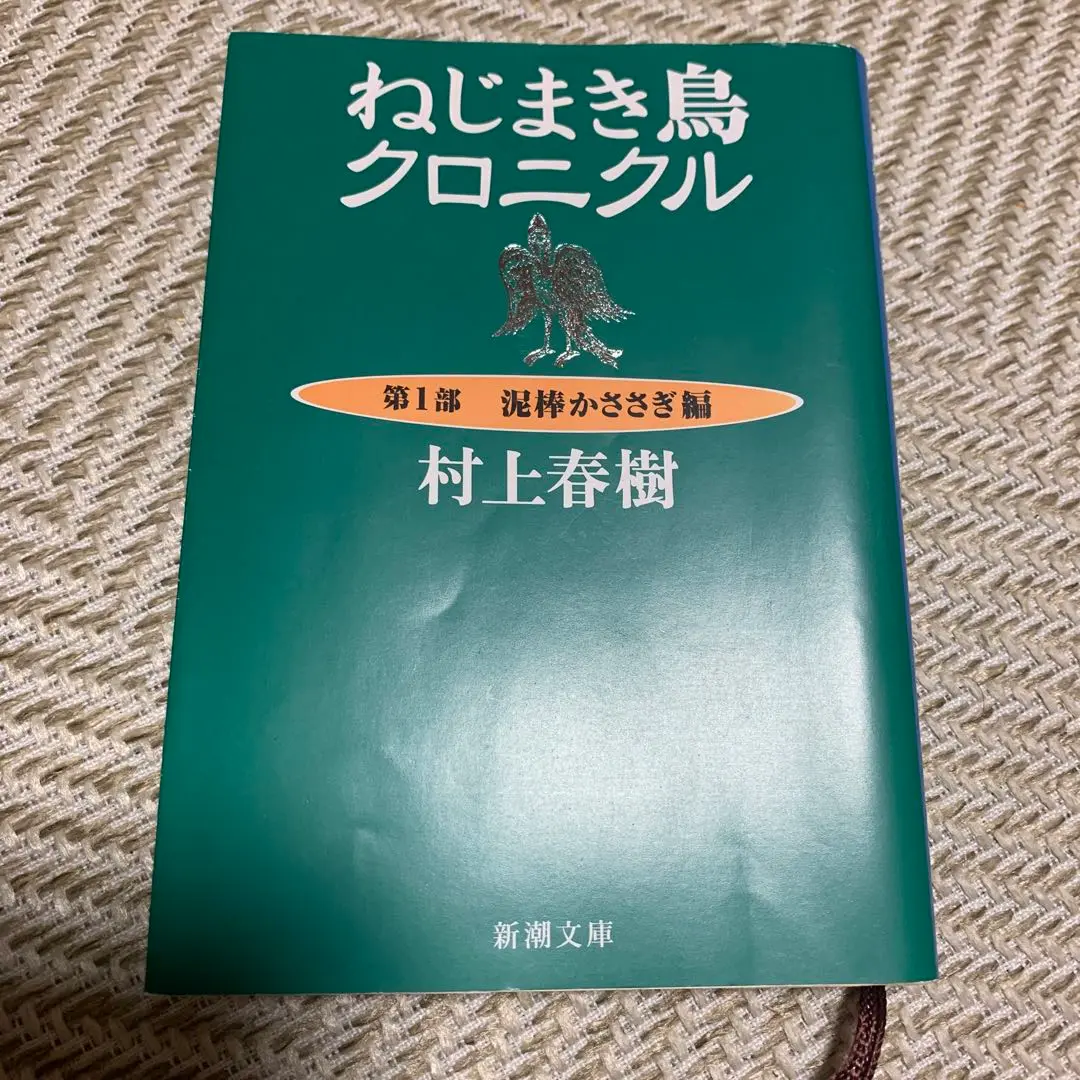 ねじまき鳥
クロニクル
第1部 泥棒かささぎ編
村上春樹
新潮文庫